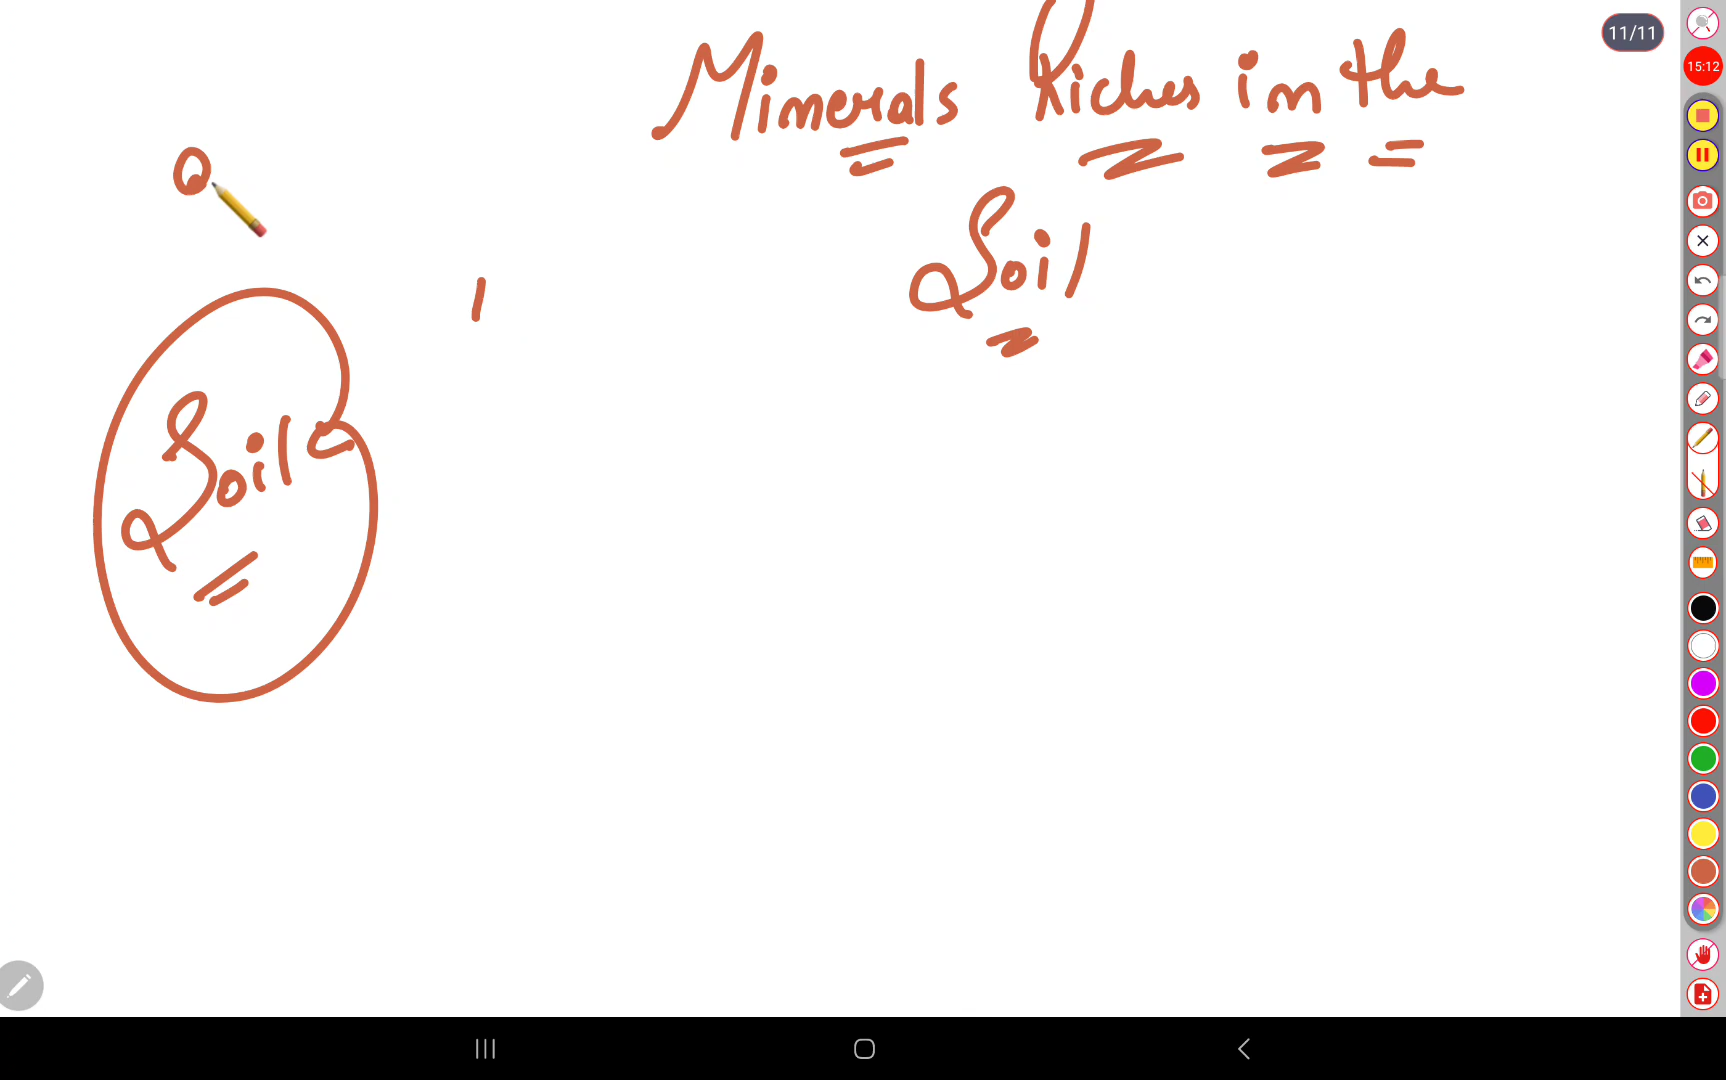 11/11
15:12
Minerals Riches in the
Soil
Soil